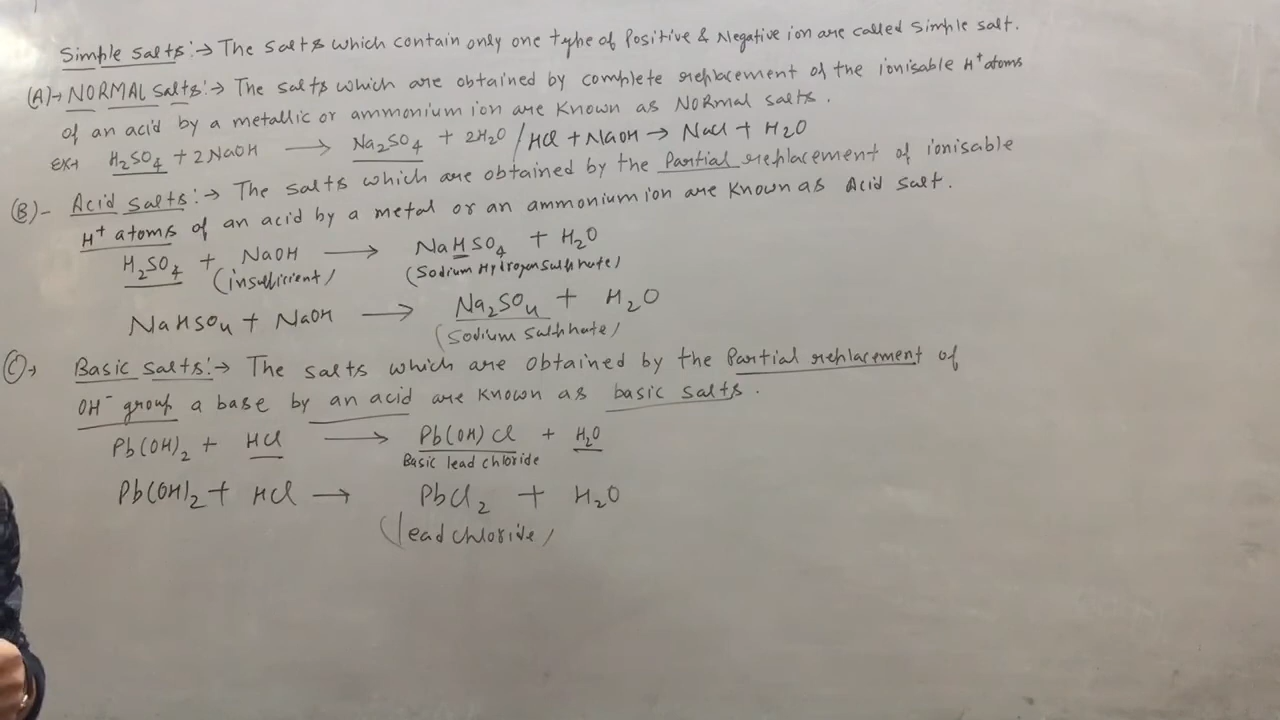 Simple salts:→ The salts which contain only one type of Positive & Negative ion are called simple salt.
(A)→ NORMAL salts:→ The salts which are obtained by complete replacement of the ionisable H⁺ atoms
of an acid by a metallic or ammonium ion are known as Normal salts.
Ex→ H₂SO₄ + 2NaOH → Na₂SO₄ + 2H₂O / HCl + NaOH → NaCl + H₂O
(B)- Acid salts:→ The salts which are obtained by the Partial replacement of ionisable
H⁺ atoms of an acid by a metal or an ammonium ion are known as Acid salt.
H₂SO₄ + NaOH → NaHSO₄ + H₂O
(insufficient) (Sodium Hydrogen sulphate)
NaHSO₄ + NaOH → Na₂SO₄ + H₂O
(Sodium sulphate)
(C)→ Basic salts:→ The salts which are obtained by the Partial replacement of
OH⁻ group a base by an acid are known as basic salts.
Pb(OH)₂ + HCl → Pb(OH)Cl + H₂O
Basic lead chloride
Pb(OH)₂ + HCl → PbCl₂ + H₂O
(lead chloride)